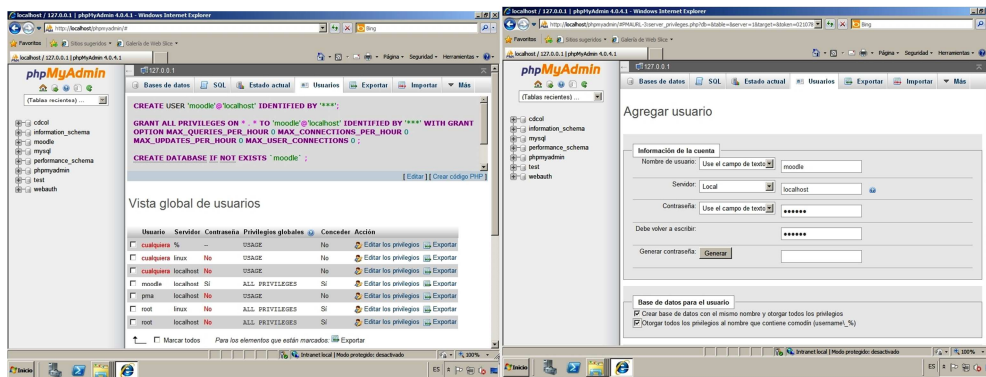 localhost / 127.0.0.1 | phpMyAdmin 4.0.4.1 - Windows Internet Explorer
http://localhost/phpmyadmin/#
Bing
Favoritos Sitios sugeridos Galería de Web Slice
localhost / 127.0.0.1 | phpMyAdmin 4.0.4.1
Página Seguridad Herramientas
phpMyAdmin
(Tablas recientes) ...
cdcol
information_schema
moodle
mysql
performance_schema
phpmyadmin
test
webauth
127.0.0.1
Bases de datos SQL Estado actual Usuarios Exportar Importar Más
CREATE USER 'moodle'@'localhost' IDENTIFIED BY '***';
GRANT ALL PRIVILEGES ON * . * TO 'moodle'@'localhost' IDENTIFIED BY '***' WITH GRANT
OPTION MAX_QUERIES_PER_HOUR 0 MAX_CONNECTIONS_PER_HOUR 0
MAX_UPDATES_PER_HOUR 0 MAX_USER_CONNECTIONS 0 ;
CREATE DATABASE IF NOT EXISTS `moodle` ;
[ Editar ] [ Crear código PHP ]
Vista global de usuarios
Usuario Servidor Contraseña Privilegios globales Conceder Acción
cualquiera % -- USAGE No Editar los privilegios Exportar
cualquiera linux No USAGE No Editar los privilegios Exportar
cualquiera localhost No USAGE No Editar los privilegios Exportar
moodle localhost Sí ALL PRIVILEGES Sí Editar los privilegios Exportar
pma localhost No USAGE No Editar los privilegios Exportar
root linux No ALL PRIVILEGES Sí Editar los privilegios Exportar
root localhost No ALL PRIVILEGES Sí Editar los privilegios Exportar
Marcar todos Para los elementos que están marcados: Exportar
Intranet local | Modo protegido: desactivado 100%
Inicio ES
localhost / 127.0.0.1 | phpMyAdmin 4.0.4.1 - Windows Internet Explorer
Bing
Favoritos Sitios sugeridos Galería de Web Slice
localhost / 127.0.0.1 | phpMyAdmin 4.0.4.1
Página Seguridad Herramientas
phpMyAdmin
(Tablas recientes) ...
cdcol
information_schema
mysql
performance_schema
phpmyadmin
test
webauth
127.0.0.1
Bases de datos SQL Estado actual Usuarios Exportar Importar Más
Agregar usuario
Información de la cuenta
Nombre de usuario: Use el campo de texto moodle
Servidor: Local localhost
Contraseña: Use el campo de texto ••••••
Debe volver a escribir: ••••••
Generar contraseña: Generar
Base de datos para el usuario
Crear base de datos con el mismo nombre y otorgar todos los privilegios
Otorgar todos los privilegios al nombre que contiene comodín (username\_%)
Intranet local | Modo protegido: desactivado 100%
Inicio ES